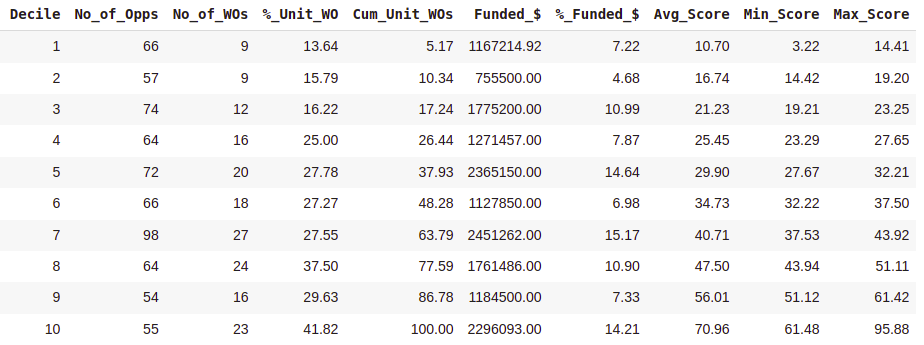 Decile No_of_Opps No_of_WOs %_Unit_WO Cum_Unit_WOs Funded_$ %_Funded_$ Avg_Score Min_Score Max_Score
1 66 9 13.64 5.17 1167214.92 7.22 10.70 3.22 14.41
2 57 9 15.79 10.34 755500.00 4.68 16.74 14.42 19.20
3 74 12 16.22 17.24 1775200.00 10.99 21.23 19.21 23.25
4 64 16 25.00 26.44 1271457.00 7.87 25.45 23.29 27.65
5 72 20 27.78 37.93 2365150.00 14.64 29.90 27.67 32.21
6 66 18 27.27 48.28 1127850.00 6.98 34.73 32.22 37.50
7 98 27 27.55 63.79 2451262.00 15.17 40.71 37.53 43.92
8 64 24 37.50 77.59 1761486.00 10.90 47.50 43.94 51.11
9 54 16 29.63 86.78 1184500.00 7.33 56.01 51.12 61.42
10 55 23 41.82 100.00 2296093.00 14.21 70.96 61.48 95.88